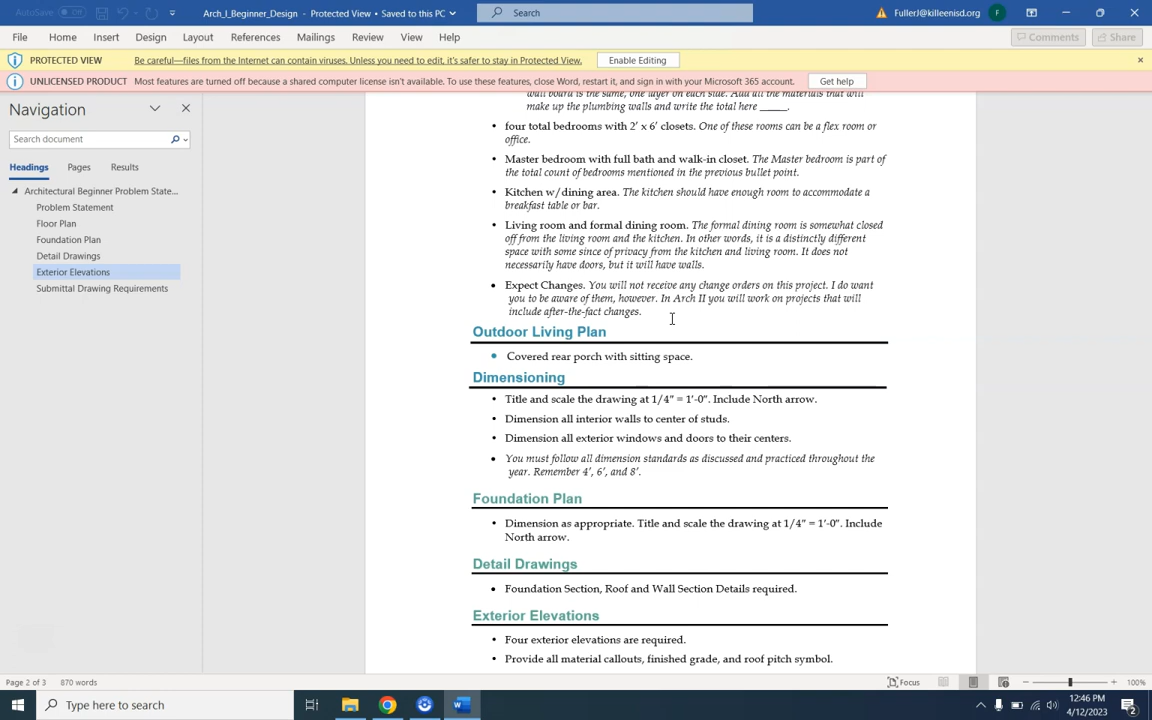 AutoSave Off Arch_I_Beginner_Design - Protected View • Saved to this PC Search FullerJ@killeenisd.org F
File Home Insert Design Layout References Mailings Review View Help Comments Share
PROTECTED VIEW Be careful—files from the Internet can contain viruses. Unless you need to edit, it's safer to stay in Protected View. Enable Editing
UNLICENSED PRODUCT Most features are turned off because a shared computer license isn't available. To use these features, close Word, restart it, and sign in with your Microsoft 365 account. Get help
Navigation
Search document
Headings Pages Results
Architectural Beginner Problem State...
Problem Statement
Floor Plan
Foundation Plan
Detail Drawings
Exterior Elevations
Submittal Drawing Requirements
wall board is the same, one layer on each side. Add all the materials that will
make up the plumbing walls and write the total here _____.
• four total bedrooms with 2' x 6' closets. One of these rooms can be a flex room or
office.
• Master bedroom with full bath and walk-in closet. The Master bedroom is part of
the total count of bedrooms mentioned in the previous bullet point.
• Kitchen w/dining area. The kitchen should have enough room to accommodate a
breakfast table or bar.
• Living room and formal dining room. The formal dining room is somewhat closed
off from the living room and the kitchen. In other words, it is a distinctly different
space with some since of privacy from the kitchen and living room. It does not
necessarily have doors, but it will have walls.
• Expect Changes. You will not receive any change orders on this project. I do want
you to be aware of them, however. In Arch II you will work on projects that will
include after-the-fact changes.
Outdoor Living Plan
• Covered rear porch with sitting space.
Dimensioning
• Title and scale the drawing at 1/4" = 1'-0". Include North arrow.
• Dimension all interior walls to center of studs.
• Dimension all exterior windows and doors to their centers.
• You must follow all dimension standards as discussed and practiced throughout the
year. Remember 4', 6', and 8'.
Foundation Plan
• Dimension as appropriate. Title and scale the drawing at 1/4" = 1'-0". Include
North arrow.
Detail Drawings
• Foundation Section, Roof and Wall Section Details required.
Exterior Elevations
• Four exterior elevations are required.
• Provide all material callouts, finished grade, and roof pitch symbol.
Page 2 of 3 870 words Focus 100%
Type here to search
12:46 PM
4/12/2023
2